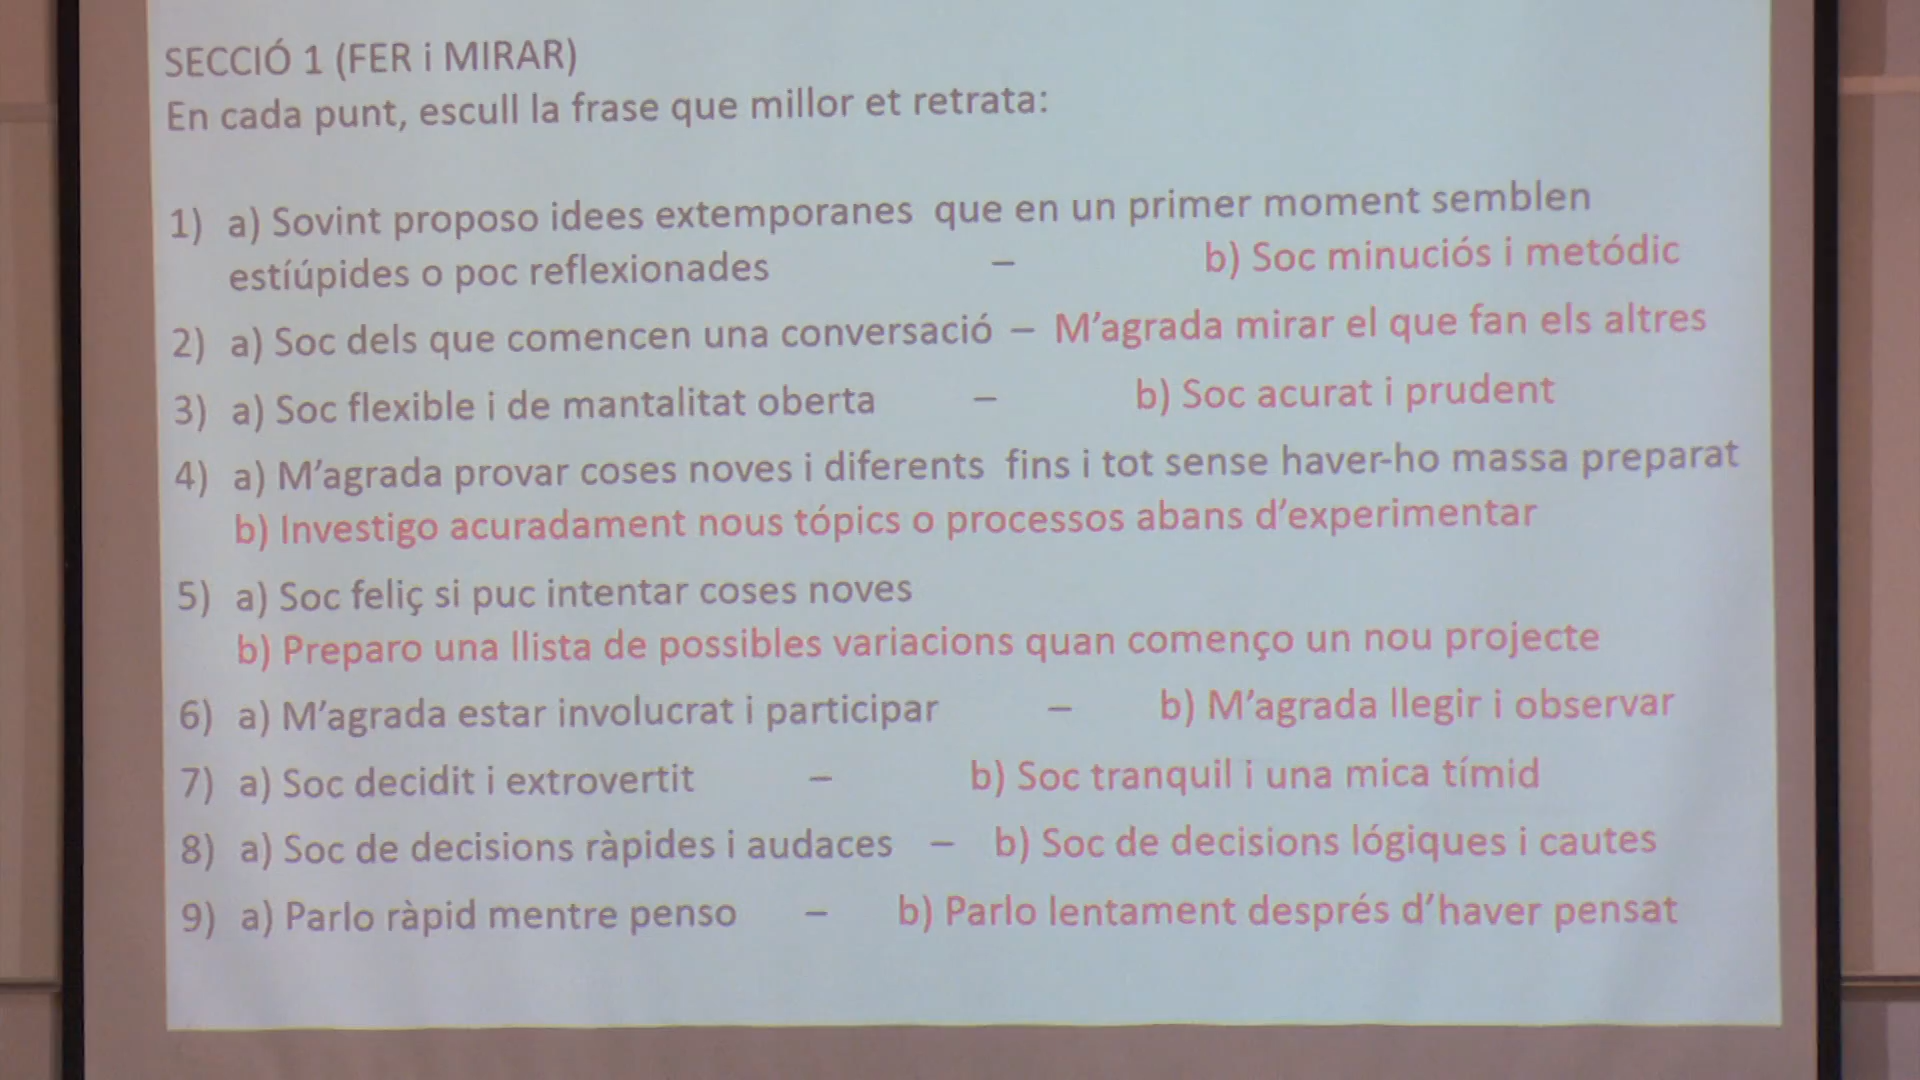 SECCIÓ 1 (FER i MIRAR)
En cada punt, escull la frase que millor et retrata:
1) a) Sovint proposo idees extemporanes que en un primer moment semblen
estíúpides o poc reflexionades – b) Soc minuciós i metódic
2) a) Soc dels que comencen una conversació – M'agrada mirar el que fan els altres
3) a) Soc flexible i de mantalitat oberta – b) Soc acurat i prudent
4) a) M'agrada provar coses noves i diferents fins i tot sense haver-ho massa preparat
b) Investigo acuradament nous tópics o processos abans d'experimentar
5) a) Soc feliç si puc intentar coses noves
b) Preparo una llista de possibles variacions quan començo un nou projecte
6) a) M'agrada estar involucrat i participar – b) M'agrada llegir i observar
7) a) Soc decidit i extrovertit – b) Soc tranquil i una mica tímid
8) a) Soc de decisions ràpides i audaces – b) Soc de decisions lógiques i cautes
9) a) Parlo ràpid mentre penso – b) Parlo lentament després d'haver pensat